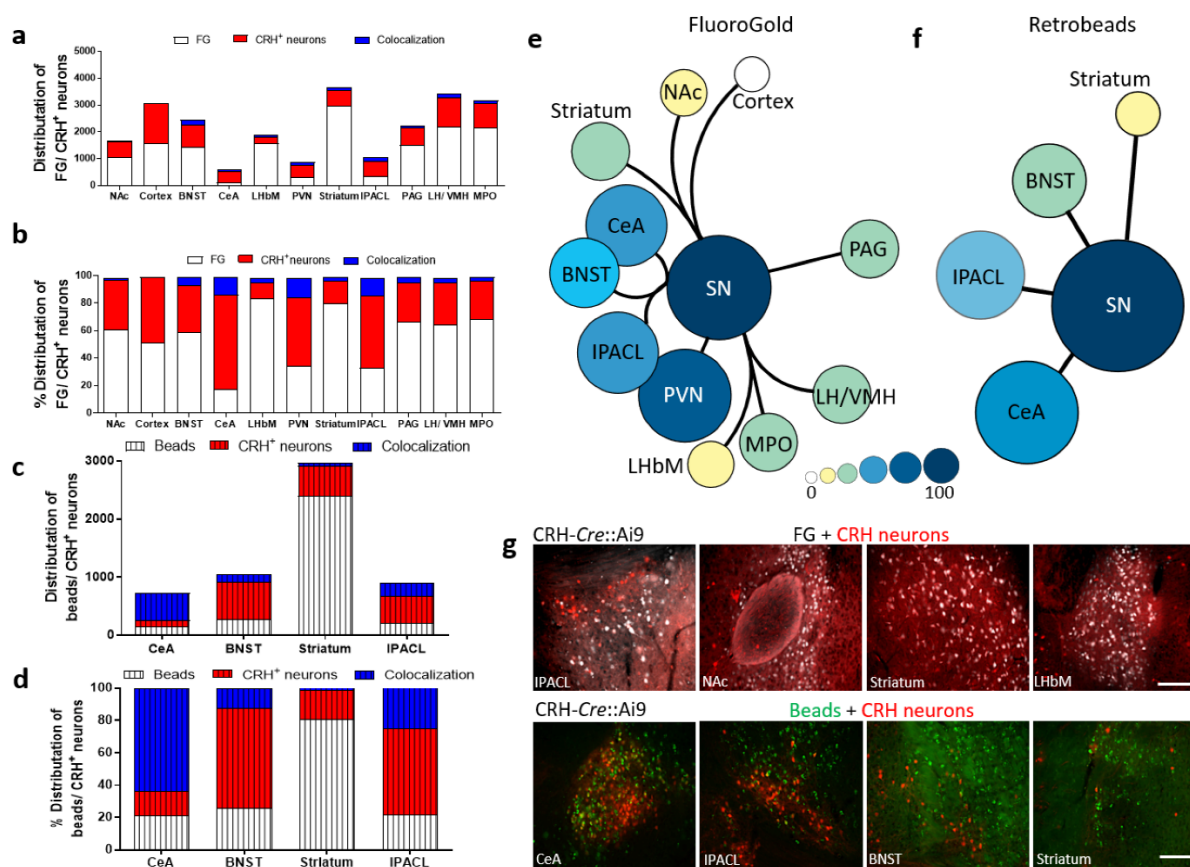 a
FG CRH+ neurons Colocalization
Distribution of
FG/ CRH+ neurons
5000
4000
3000
2000
1000
0
NAc Cortex BNST CeA LHbM PVN Striatum IPACL PAG LH/ VMH MPO
b
FG CRH+neurons Colocalization
% Distribution of
FG/ CRH+ neurons
100
80
60
40
20
0
NAc Cortex BNST CeA LHbM PVN Striatum IPACL PAG LH/ VMH MPO
c
Beads CRH+ neurons Colocalization
Distribution of
beads/ CRH+ neurons
3000
2000
1000
0
CeA BNST Striatum IPACL
d
Beads CRH+ neurons Colocalization
% Distribution of
beads/ CRH+ neurons
100
80
60
40
20
0
CeA BNST Striatum IPACL
e
FluoroGold
Cortex
NAc
Striatum
CeA
PAG
BNST
SN
IPACL
PVN
LH/VMH
MPO
LHbM
0 100
f
Retrobeads
Striatum
BNST
IPACL
SN
CeA
g
CRH-Cre::Ai9 FG + CRH neurons
IPACL NAc Striatum LHbM
CRH-Cre::Ai9 Beads + CRH neurons
CeA IPACL BNST Striatum